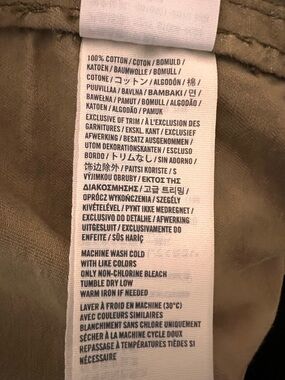 100% COTTON / COTON / BOMULD /
KATOEN / BAUMWOLLE / BOMULL /
COTONE / コットン / ALGODÓN / 棉 /
PUUVILLAA / BAVLNA / ΒΑΜΒΑΚΙ / 면 /
BAWEŁNA / PAMUT / BOMULL / ALGODÃO /
KATOEN / ALGODÃO / PAMUK
EXCLUSIVE OF TRIM / À L'EXCLUSION DES
GARNITURES / EKSKL. KANT / EXCLUSIEF
AFWERKING / BESATZ AUSGENOMMEN /
UTOM DEKORATIONSKANTEN / ESCLUSO
BORDO / トリムなし / SIN ADORNO /
饰边除外 / PAITSI KORISTE / S
VÝJIMKOU OBRUBY / ΕΚΤΟΣ ΤΗΣ
ΔΙΑΚΟΣΜΗΣΗΣ / 고급 트리밍 /
OPRÓCZ WYKOŃCZENIA / SZEGÉLY
KIVÉTELÉVEL / PYNT IKKE MEDREGNET /
EXCLUSIVO DO DETALHE / AFWERKING
UITGESLUIT / EXCLUSIVAMENTE DO
ENFEITE / SÜS HARİÇ
MACHINE WASH COLD
WITH LIKE COLORS
ONLY NON-CHLORINE BLEACH
TUMBLE DRY LOW
WARM IRON IF NEEDED
LAVER À FROID EN MACHINE (30°C)
AVEC COULEURS SIMILAIRES
BLANCHIMENT SANS CHLORE UNIQUEMENT
SÉCHER À LA MACHINE CYCLE DOUX
REPASSAGE À TEMPÉRATURES TIÈDES SI
NÉCESSAIRE